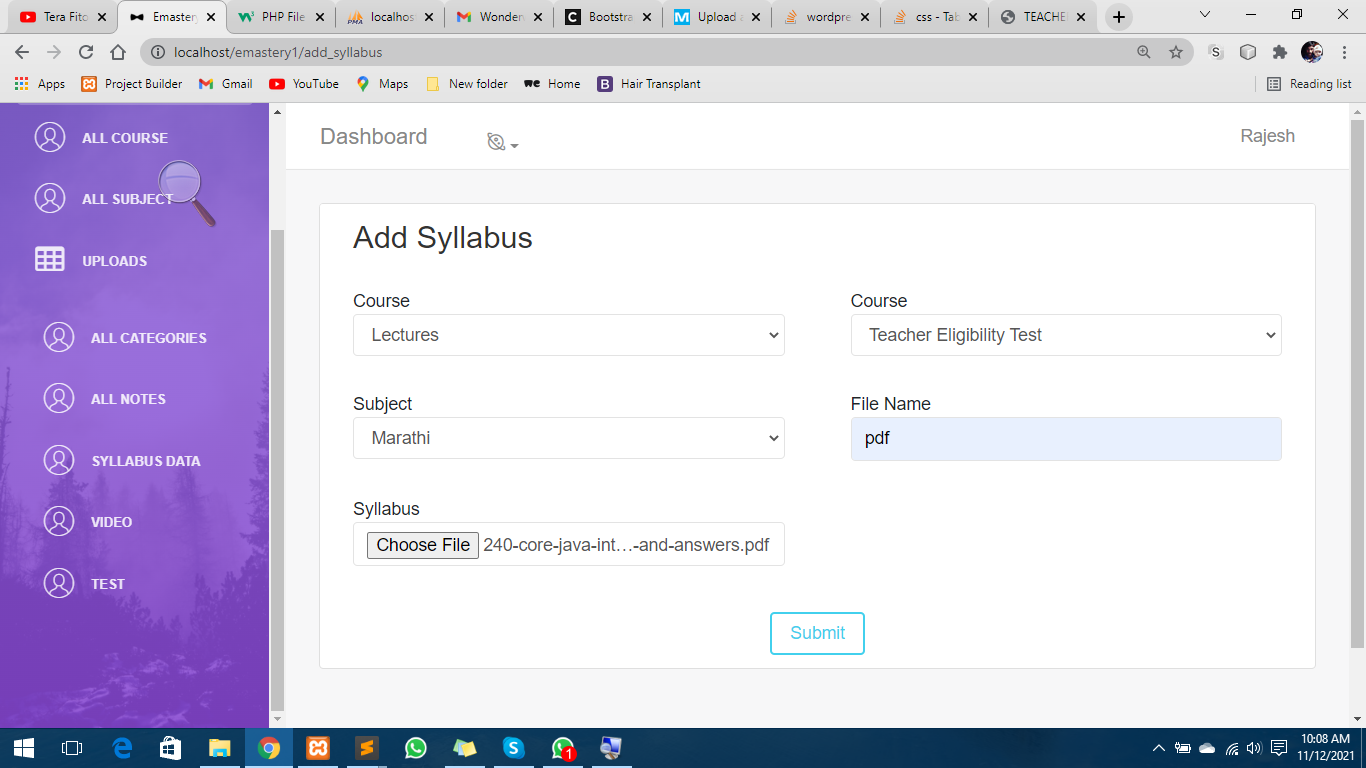 Tera Fito
Emastery
PHP File
localhos
Wonder
Bootstra
Upload a
wordpre
css - Tab
TEACHE
localhost/emastery1/add_syllabus
Apps
Project Builder
Gmail
YouTube
Maps
New folder
Home
Hair Transplant
Reading list
ALL COURSE
ALL SUBJECT
UPLOADS
ALL CATEGORIES
ALL NOTES
SYLLABUS DATA
VIDEO
TEST
Dashboard
Rajesh
Add Syllabus
Course
Course
Lectures
Teacher Eligibility Test
Subject
File Name
Marathi
pdf
Syllabus
Choose File 240-core-java-int…-and-answers.pdf
Submit
1
10:08 AM
11/12/2021